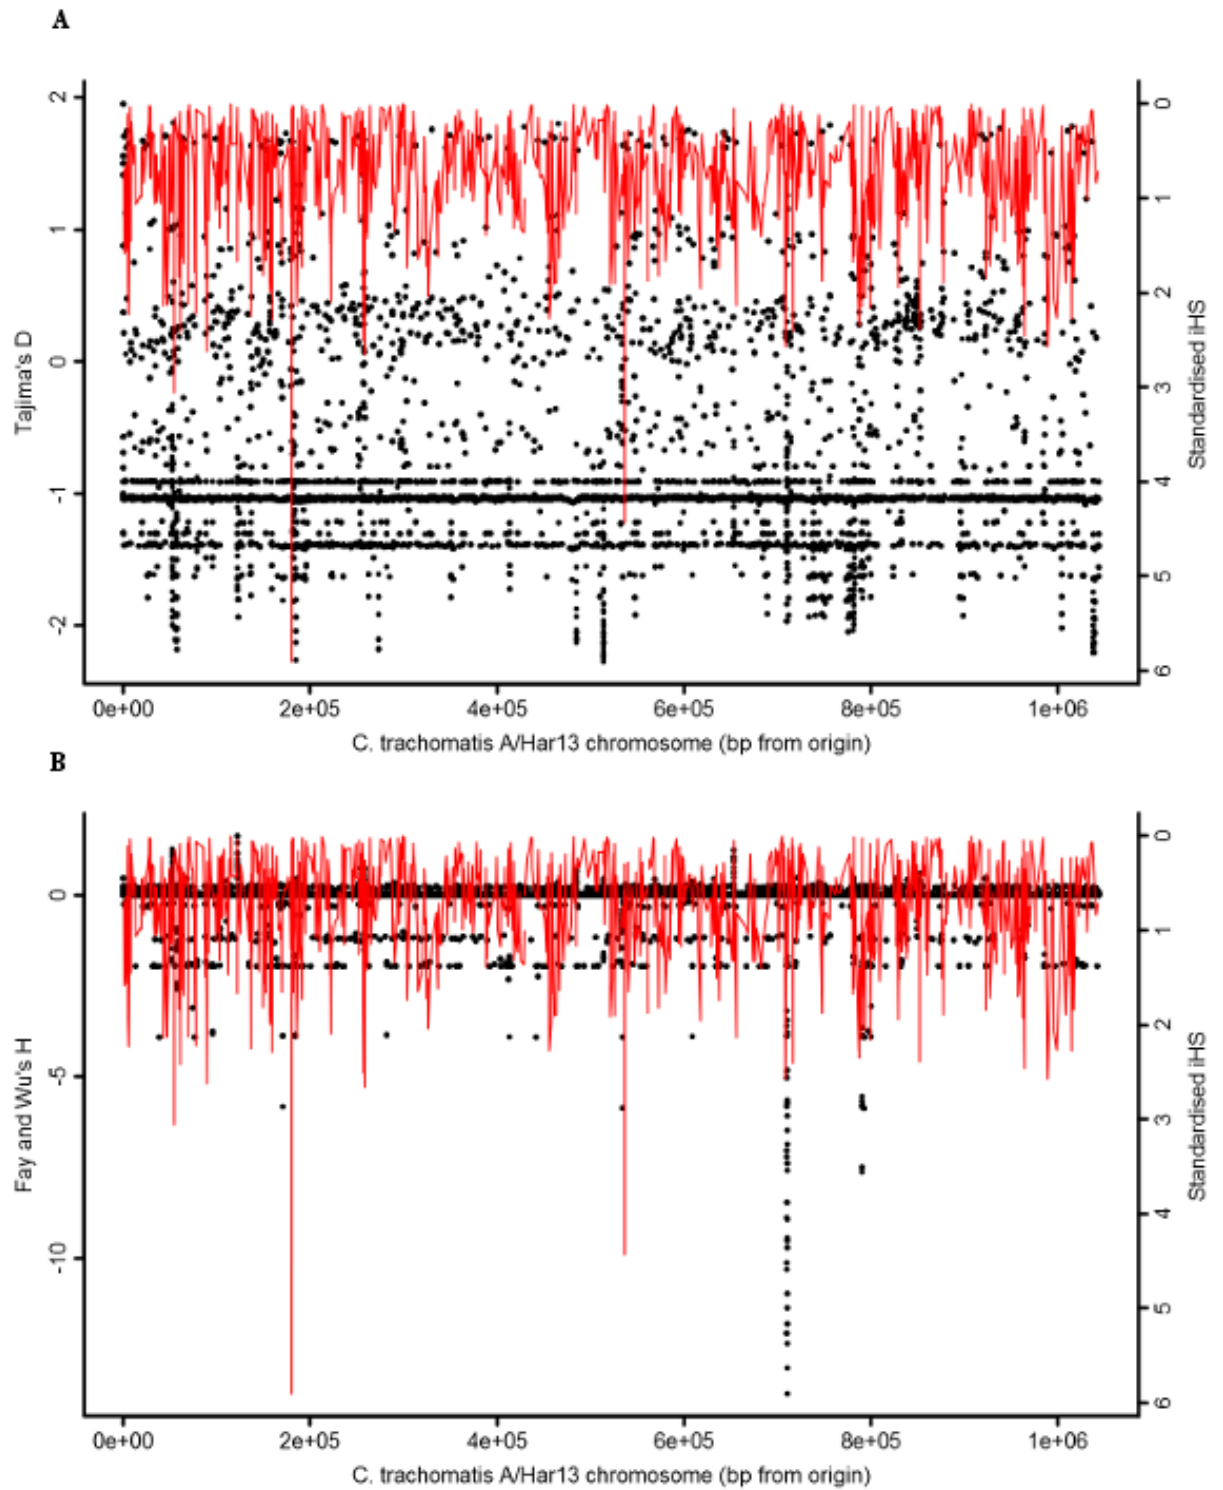 A
2
1
0
-1
-2
Tajima's D
0
1
2
3
4
5
6
Standardised iHS
0e+00 2e+05 4e+05 6e+05 8e+05 1e+06
C. trachomatis A/Har13 chromosome (bp from origin)
B
0
-5
-10
Fay and Wu's H
0
1
2
3
4
5
6
Standardised iHS
0e+00 2e+05 4e+05 6e+05 8e+05 1e+06
C. trachomatis A/Har13 chromosome (bp from origin)